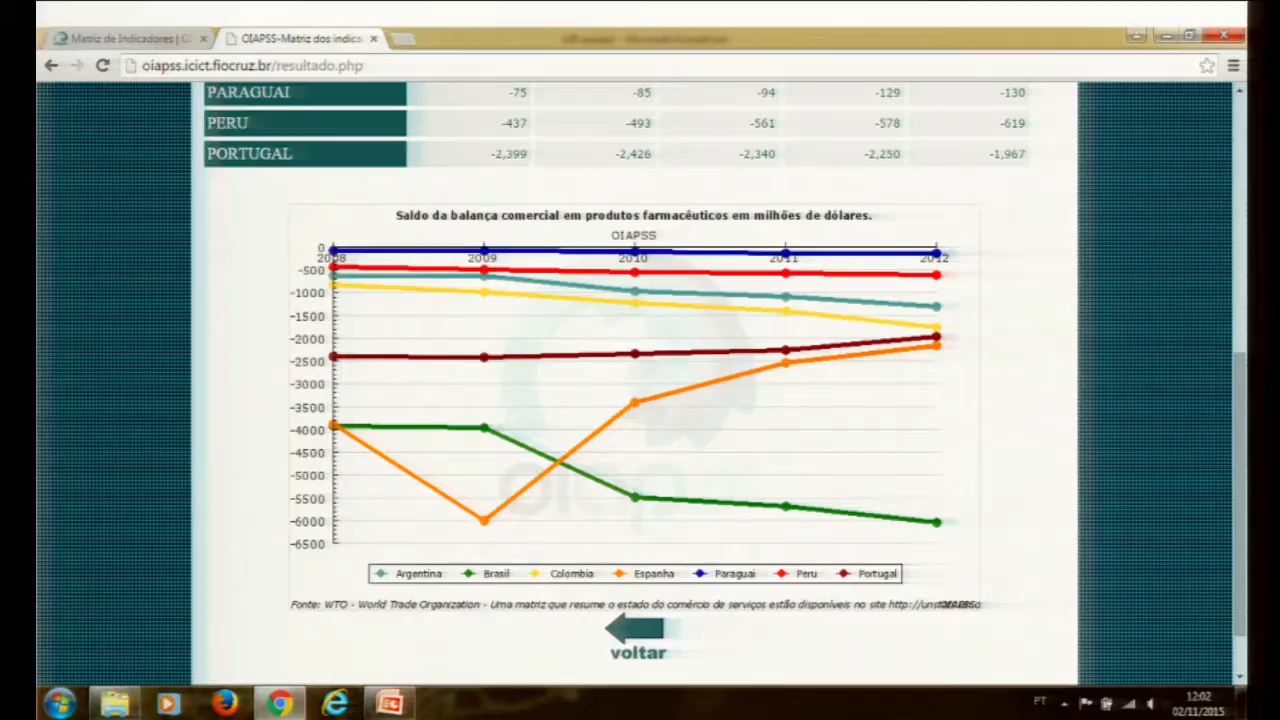 Matriz de Indicadores | 
OIAPSS-Matriz dos indica
oiapss.icict.fiocruz.br/resultado.php
PARAGUAI -75 -85 -94 -129 -130
PERU -437 -493 -561 -578 -619
PORTUGAL -2,399 -2,426 -2,340 -2,250 -1,967
Saldo da balança comercial em produtos farmacêuticos em milhões de dólares.
OIAPSS
0
2008 2009 2010 2011 2012
-500
-1000
-1500
-2000
-2500
-3000
-3500
-4000
-4500
-5000
-5500
-6000
-6500
oiaps
Argentina Brasil Colombia Espanha Paraguai Peru Portugal
Fonte: WTO - World Trade Organization - Uma matriz que resume o estado do comércio de serviços estão disponíveis no site
voltar
PT 12:02
02/11/2015